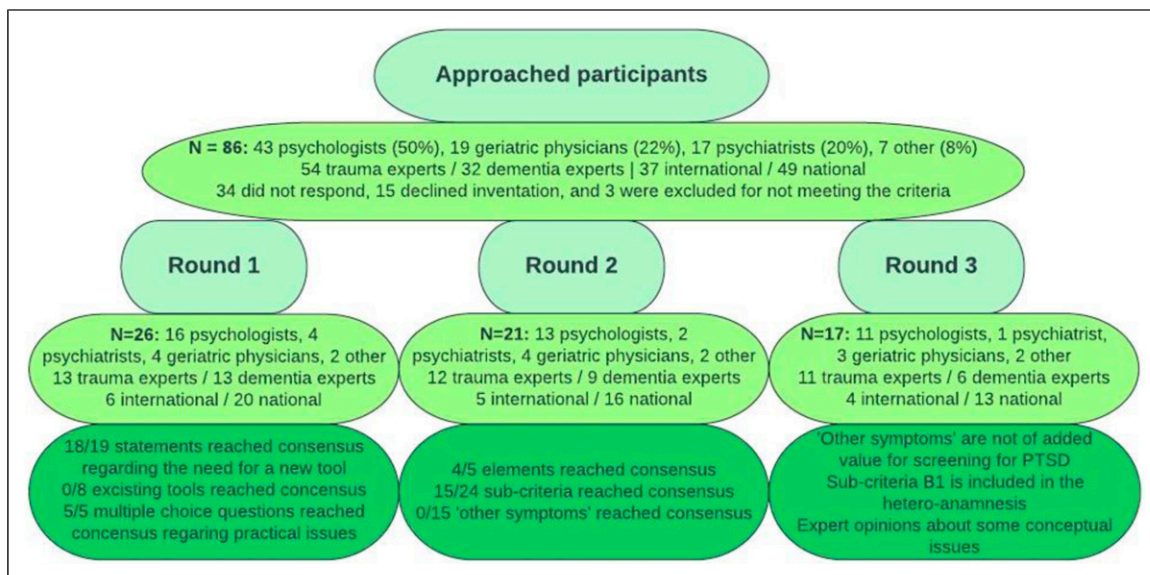 Approached participants
N = 86: 43 psychologists (50%), 19 geriatric physicians (22%), 17 psychiatrists (20%), 7 other (8%)
54 trauma experts / 32 dementia experts | 37 international / 49 national
34 did not respond, 15 declined inventation, and 3 were excluded for not meeting the criteria
Round 1
N=26: 16 psychologists, 4
psychiatrists, 4 geriatric physicians, 2 other
13 trauma experts / 13 dementia experts
6 international / 20 national
18/19 statements reached consensus
regarding the need for a new tool
0/8 excisting tools reached concensus
5/5 multiple choice questions reached
concensus regaring practical issues
Round 2
N=21: 13 psychologists, 2
psychiatrists, 4 geriatric physicians, 2 other
12 trauma experts / 9 dementia experts
5 international / 16 national
4/5 elements reached consensus
15/24 sub-criteria reached consensus
0/15 'other symptoms' reached consensus
Round 3
N=17: 11 psychologists, 1 psychiatrist,
3 geriatric physicians, 2 other
11 trauma experts / 6 dementia experts
4 international / 13 national
'Other symptoms' are not of added
value for screening for PTSD
Sub-criteria B1 is included in the
hetero-anamnesis
Expert opinions about some conceptual
issues